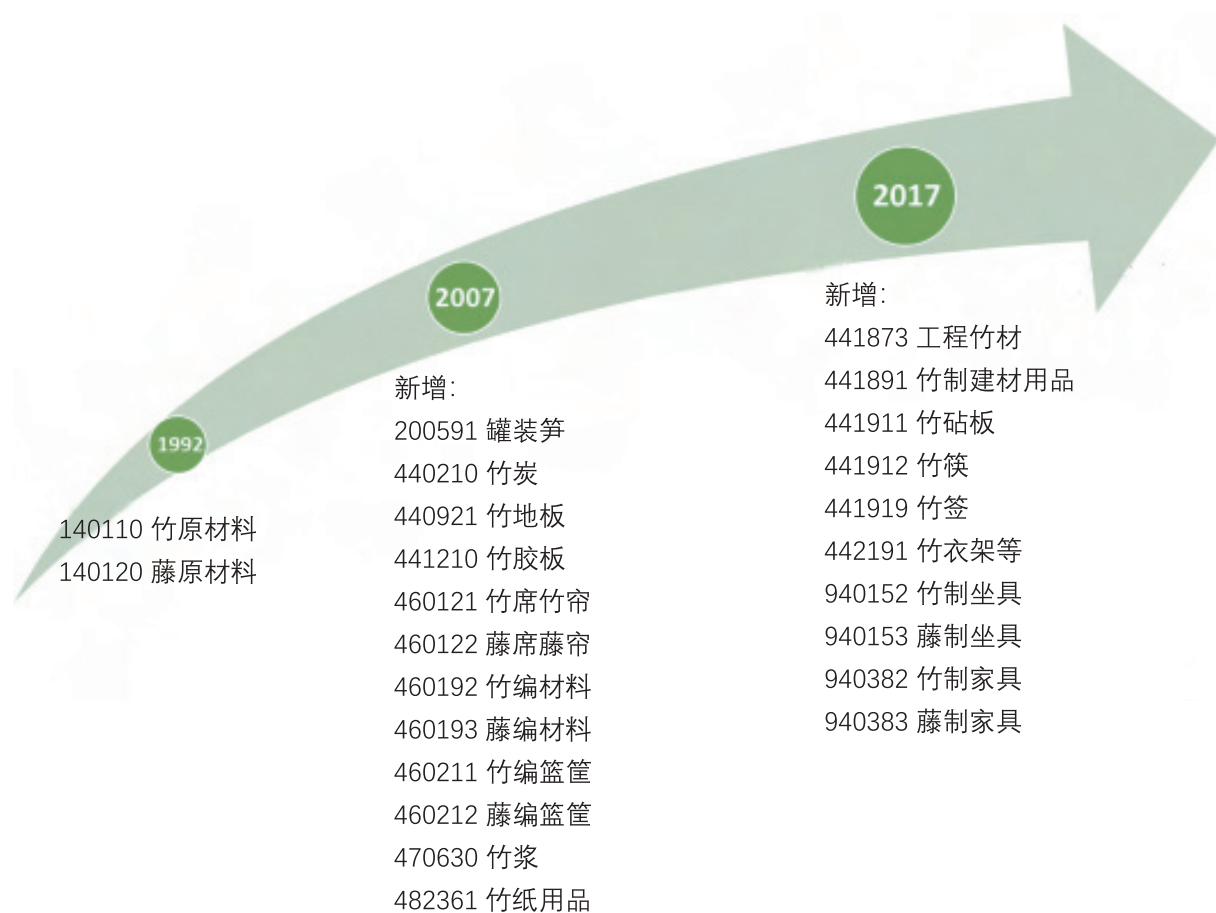 1992
140110 竹原材料
140120 藤原材料
2007
新增：
200591 罐装笋
440210 竹炭
440921 竹地板
441210 竹胶板
460121 竹席竹帘
460122 藤席藤帘
460192 竹编材料
460193 藤编材料
460211 竹编篮筐
460212 藤编篮筐
470630 竹浆
482361 竹纸用品
2017
新增：
441873 工程竹材
441891 竹制建材用品
441911 竹砧板
441912 竹筷
441919 竹签
442191 竹衣架等
940152 竹制坐具
940153 藤制坐具
940382 竹制家具
940383 藤制家具